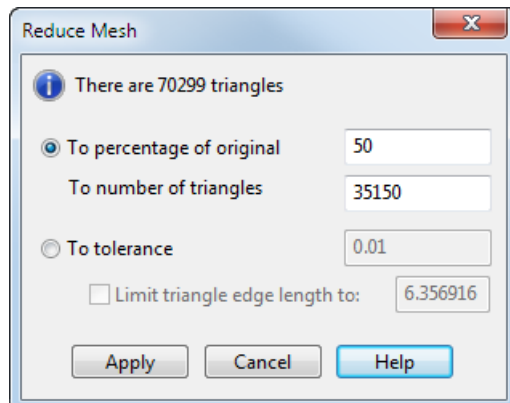 Reduce Mesh
There are 70299 triangles
To percentage of original 50
To number of triangles 35150
To tolerance 0.01
Limit triangle edge length to: 6.356916
Apply Cancel Help